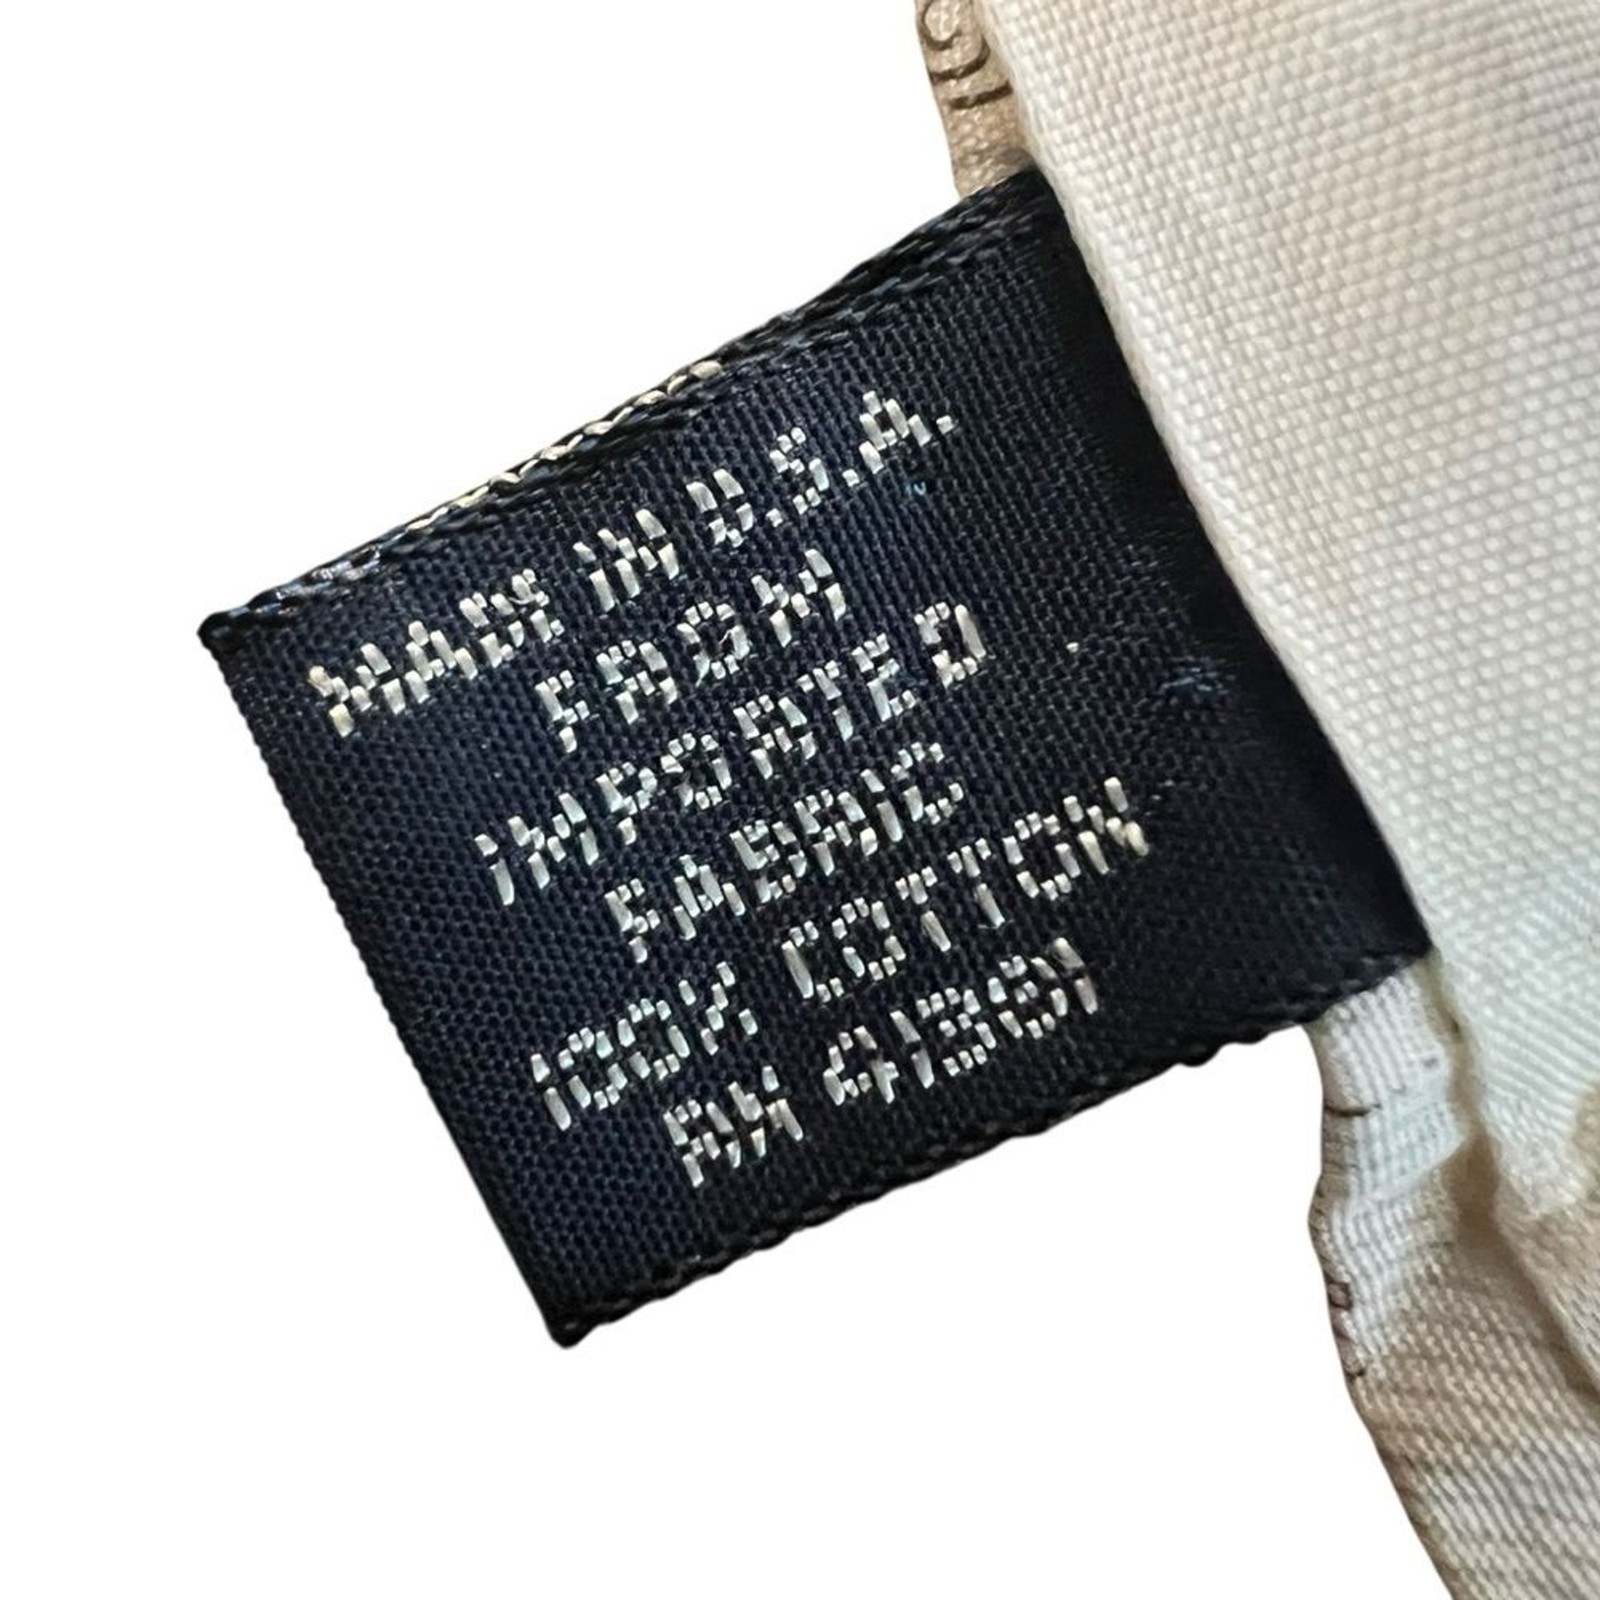 MADE IN U.S.A.
FROM
IMPORTED
FABRIC
100% COTTON
RN 41381